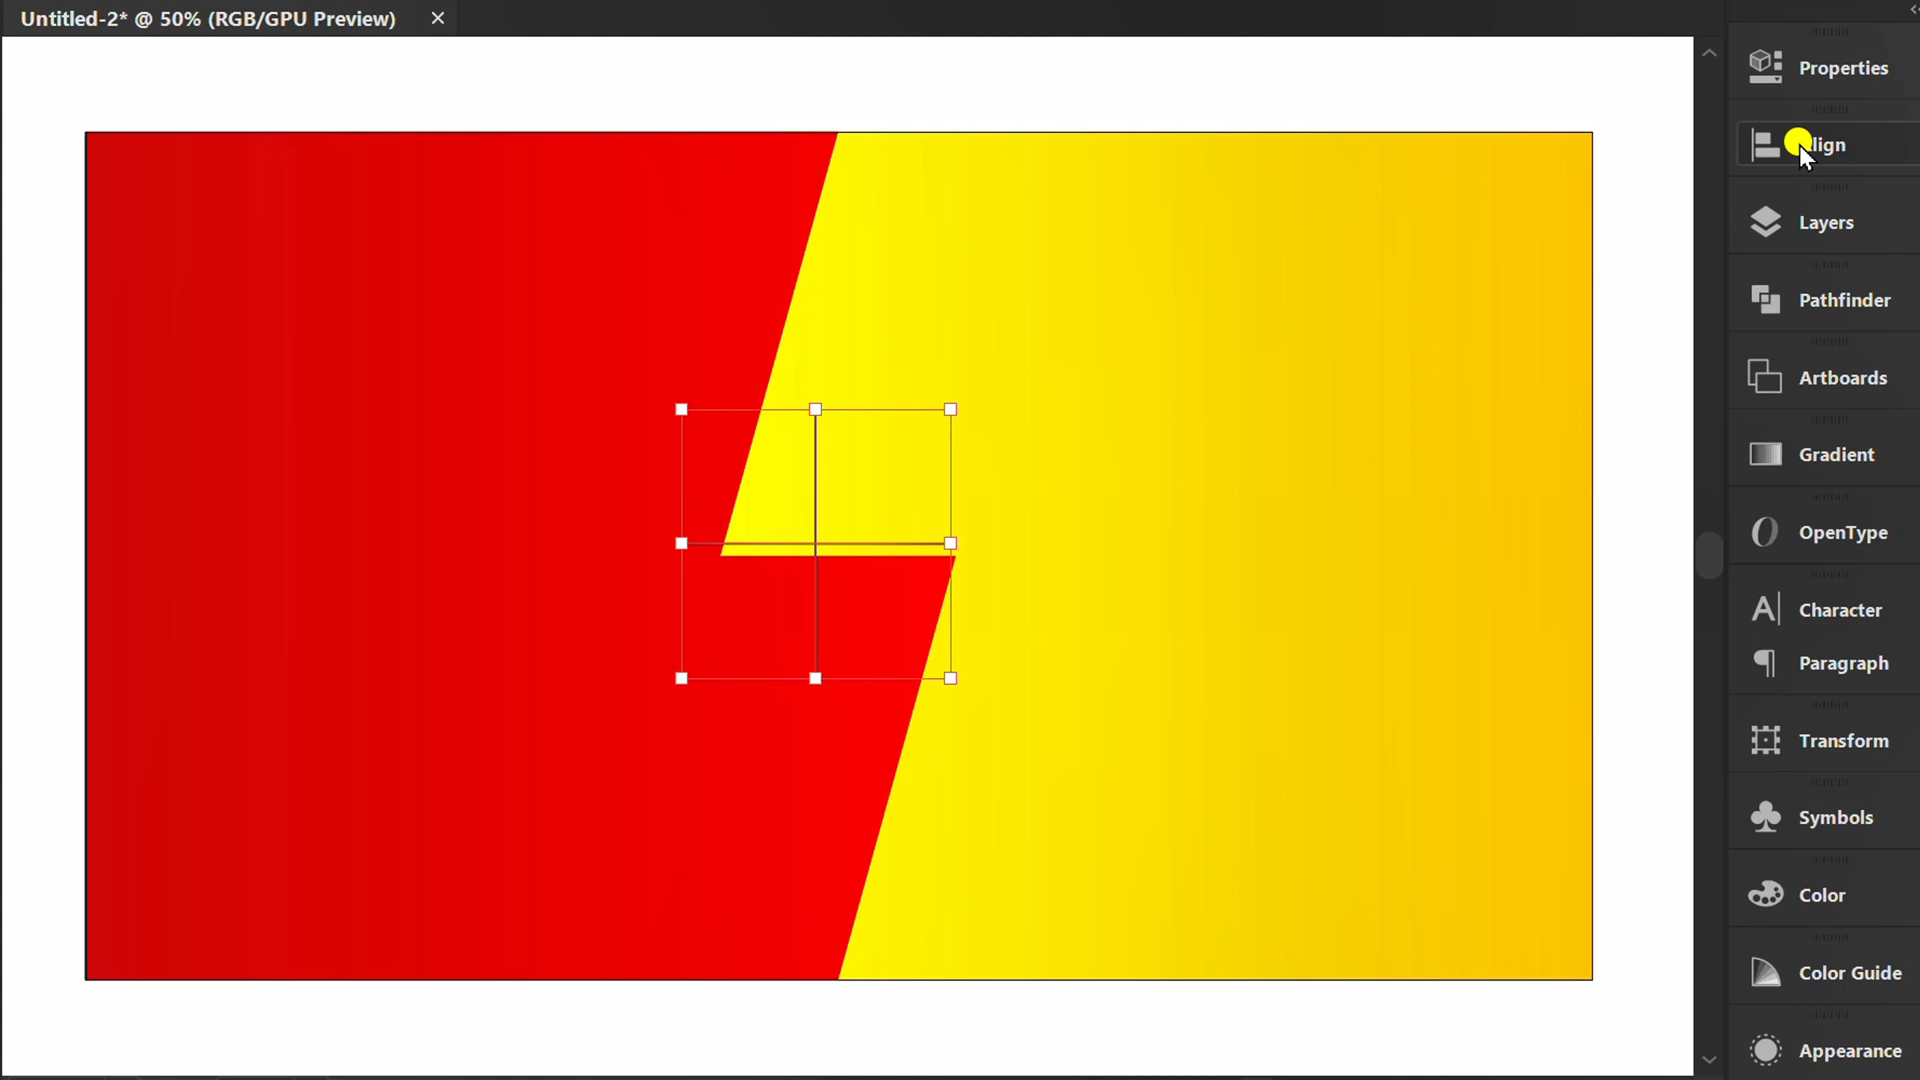 Untitled-2* @ 50% (RGB/GPU Preview)
Properties
Align
Layers
Pathfinder
Artboards
Gradient
OpenType
Character
Paragraph
Transform
Symbols
Color
Color Guide
Appearance